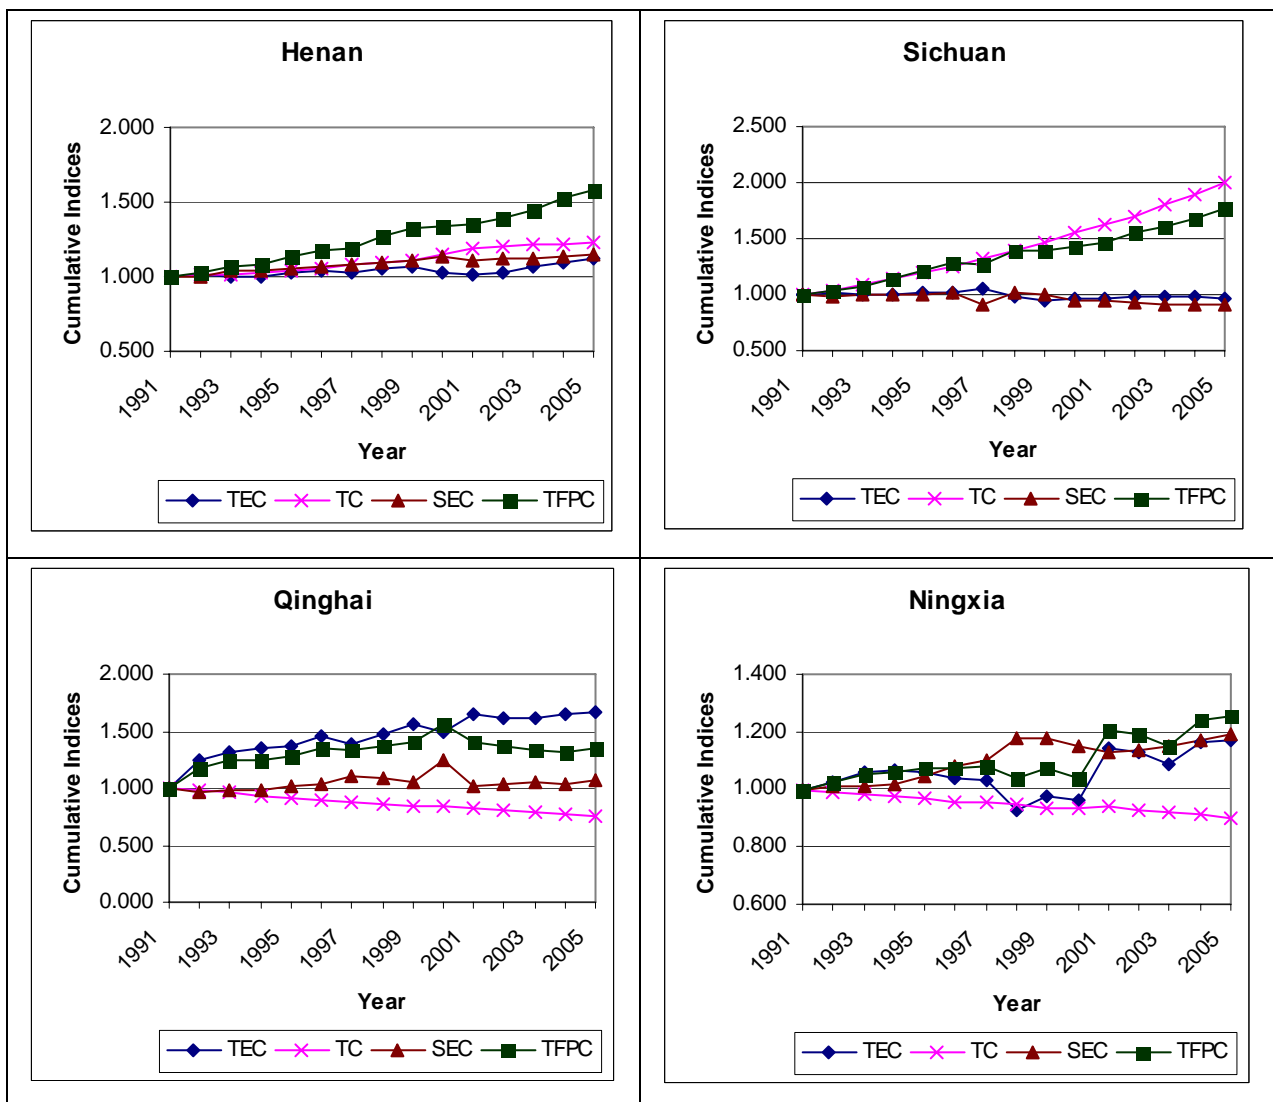 Henan
Cumulative Indices
2.000
1.500
1.000
0.500
1991 1993 1995 1997 1999 2001 2003 2005
Year
TEC TC SEC TFPC
Sichuan
Cumulative Indices
2.500
2.000
1.500
1.000
0.500
1991 1993 1995 1997 1999 2001 2003 2005
Year
TEC TC SEC TFPC
Qinghai
Cumulative Indices
2.000
1.500
1.000
0.500
0.000
1991 1993 1995 1997 1999 2001 2003 2005
Year
TEC TC SEC TFPC
Ningxia
Cumulative Indices
1.400
1.200
1.000
0.800
0.600
1991 1993 1995 1997 1999 2001 2003 2005
Year
TEC TC SEC TFPC